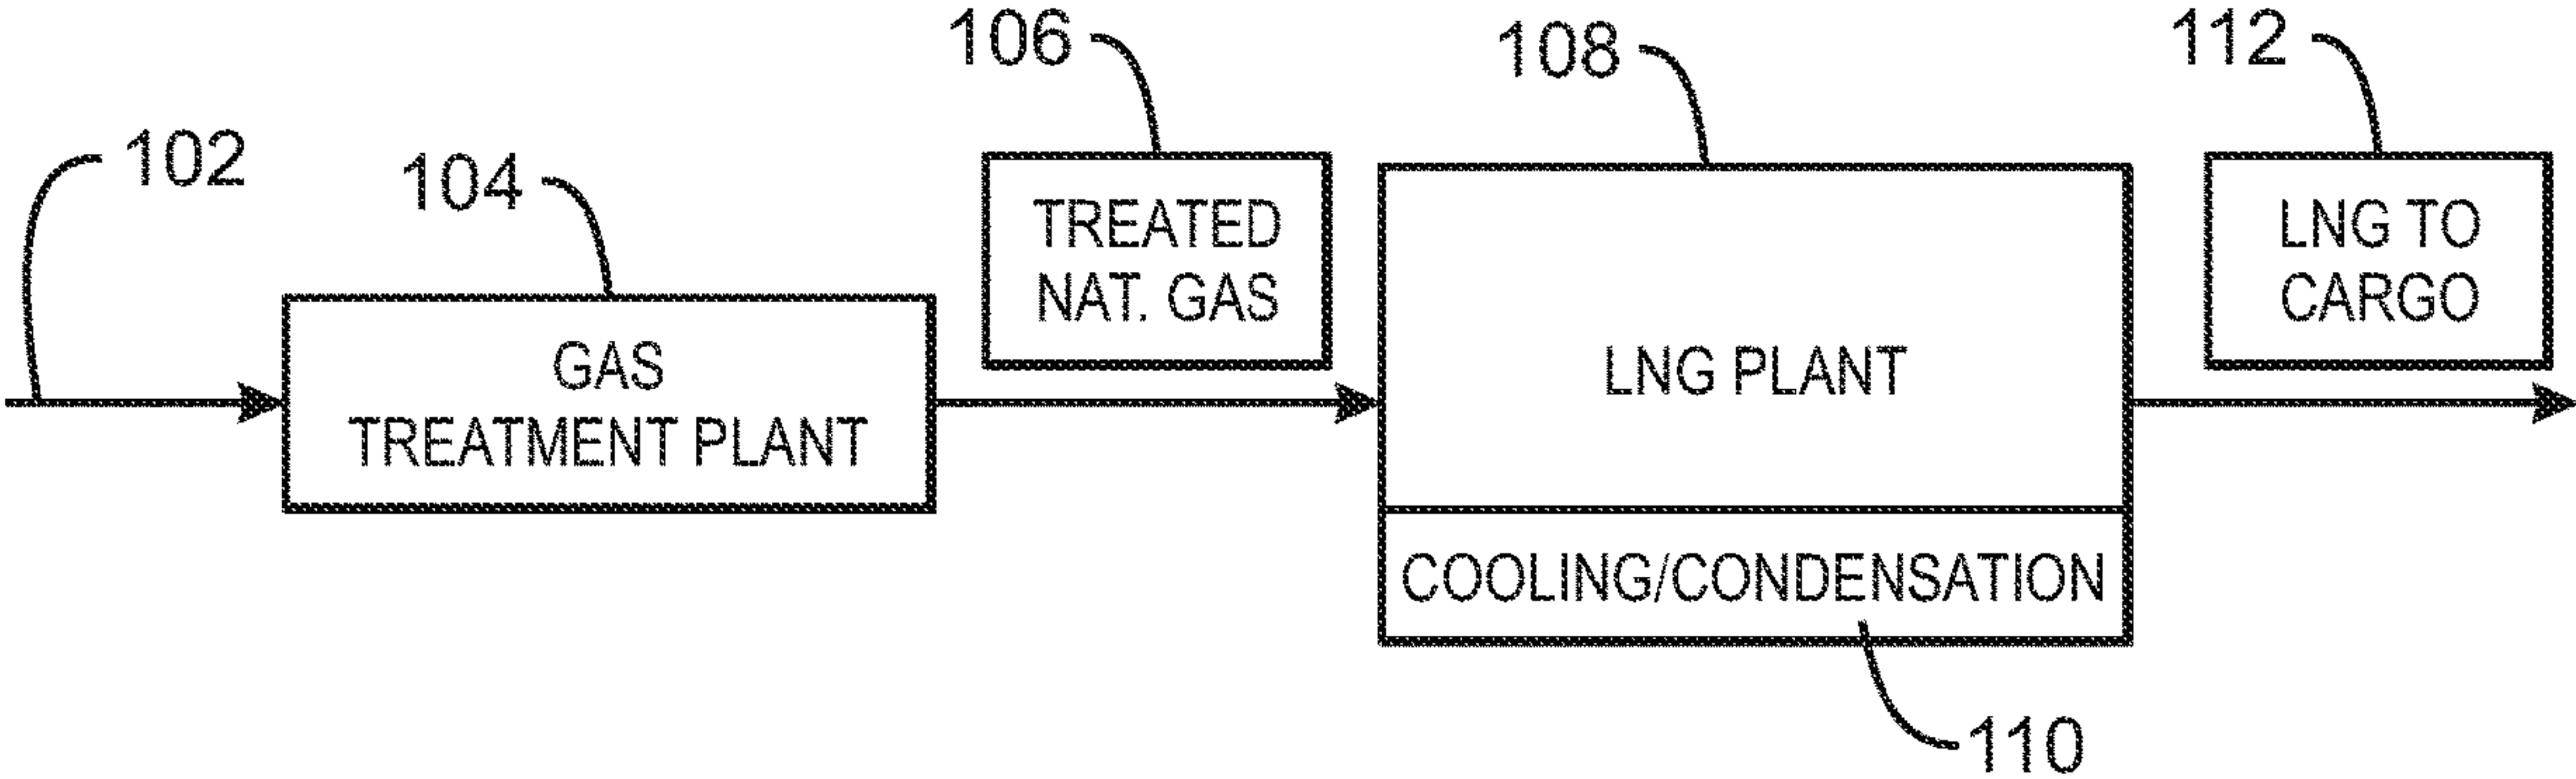 106
108
112
102
104
TREATED
NAT. GAS
LNG TO
CARGO
GAS
TREATMENT PLANT
LNG PLANT
COOLING/CONDENSATION
110